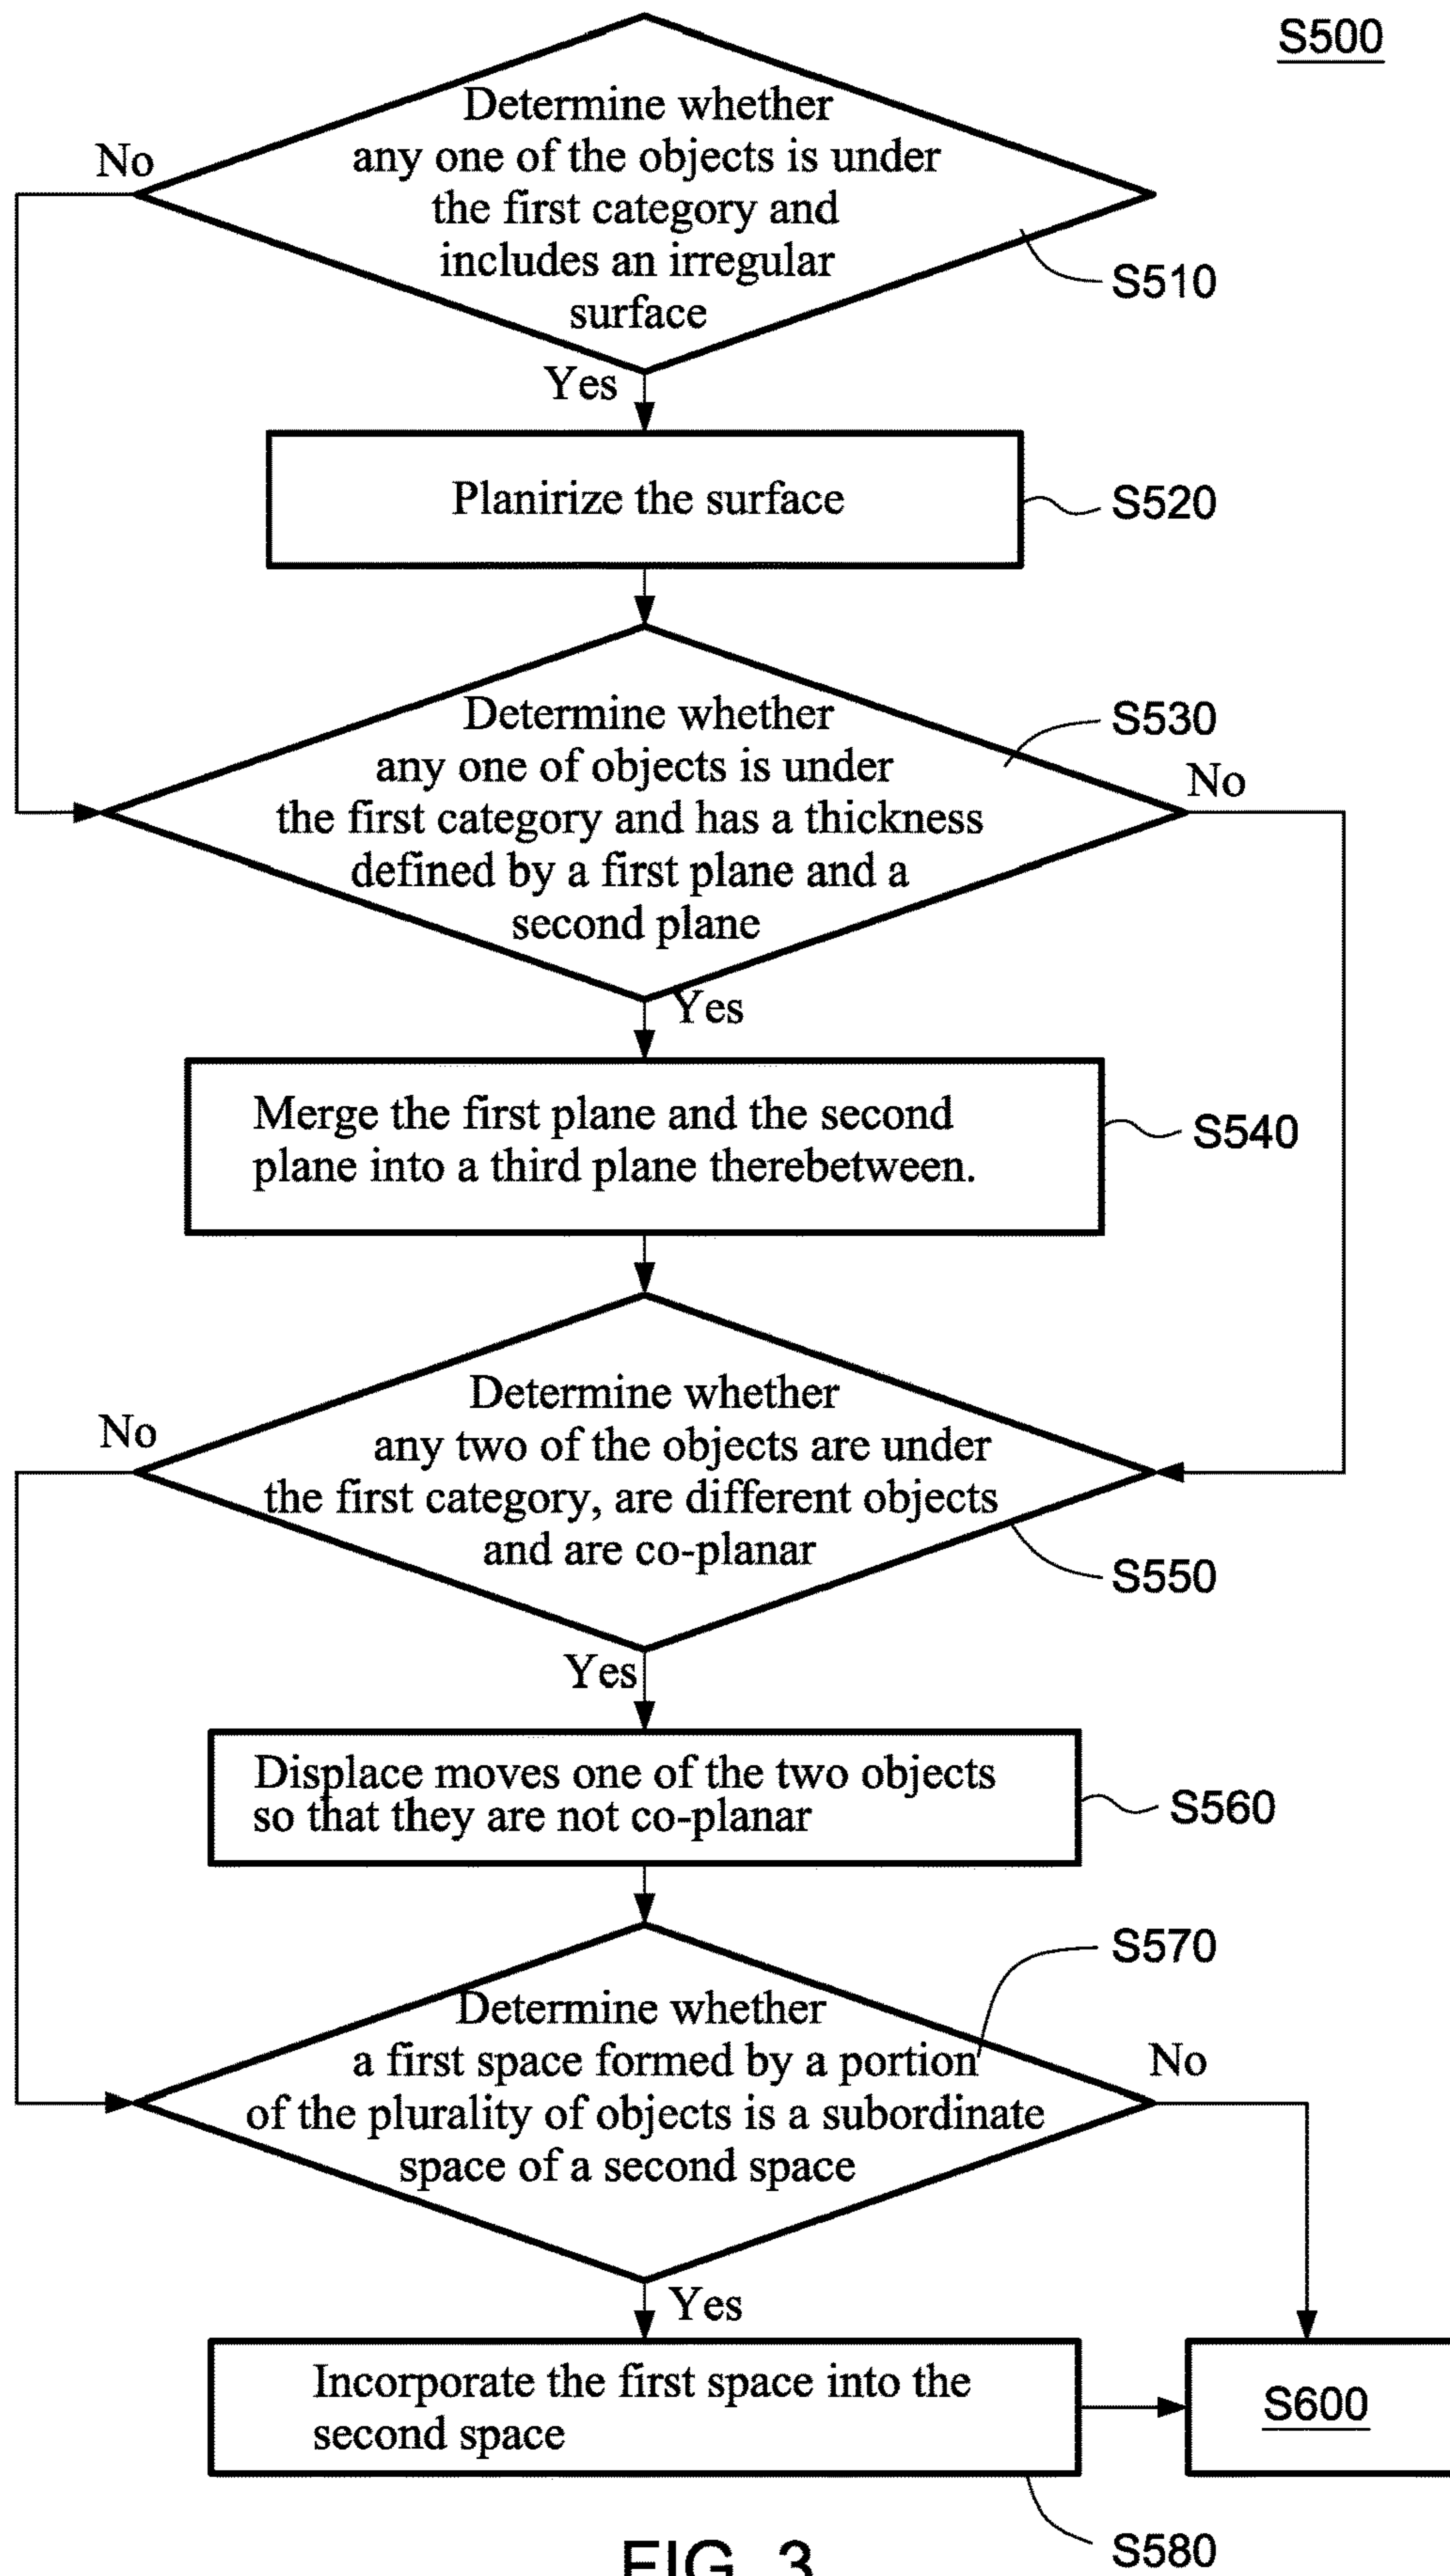 S500
Determine whether
any one of the objects is under
the first category and
includes an irregular
surface
No
S510
Yes
Planirize the surface
S520
Determine whether
any one of objects is under
the first category and has a thickness
defined by a first plane and a
second plane
S530
No
Yes
Merge the first plane and the second
plane into a third plane therebetween.
S540
Determine whether
any two of the objects are under
the first category, are different objects
and are co-planar
No
S550
Yes
Displace moves one of the two objects
so that they are not co-planar
S560
Determine whether
a first space formed by a portion
of the plurality of objects is a subordinate
space of a second space
S570
No
Yes
Incorporate the first space into the
second space
S600
S580
FIG. 3